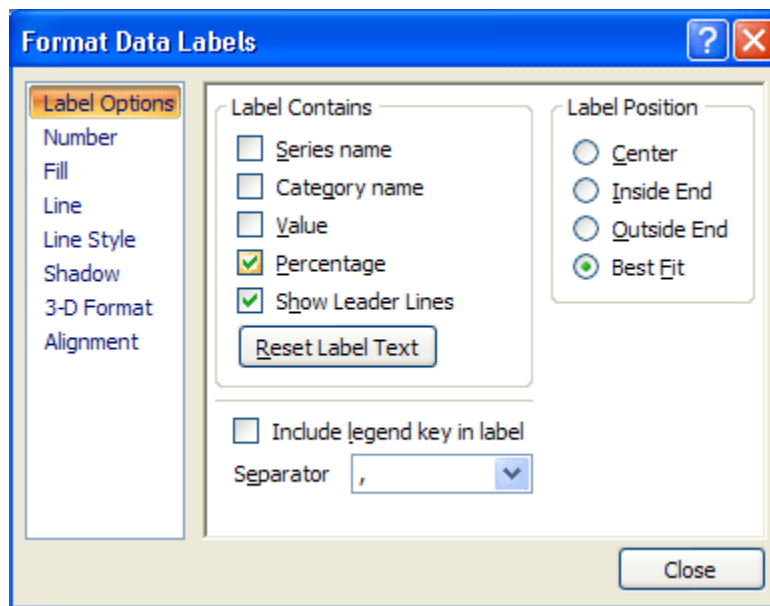 Format Data Labels
?
Label Options
Number
Fill
Line
Line Style
Shadow
3-D Format
Alignment
Label Contains
Series name
Category name
Value
Percentage
Show Leader Lines
Reset Label Text
Include legend key in label
Separator ,
Label Position
Center
Inside End
Outside End
Best Fit
Close